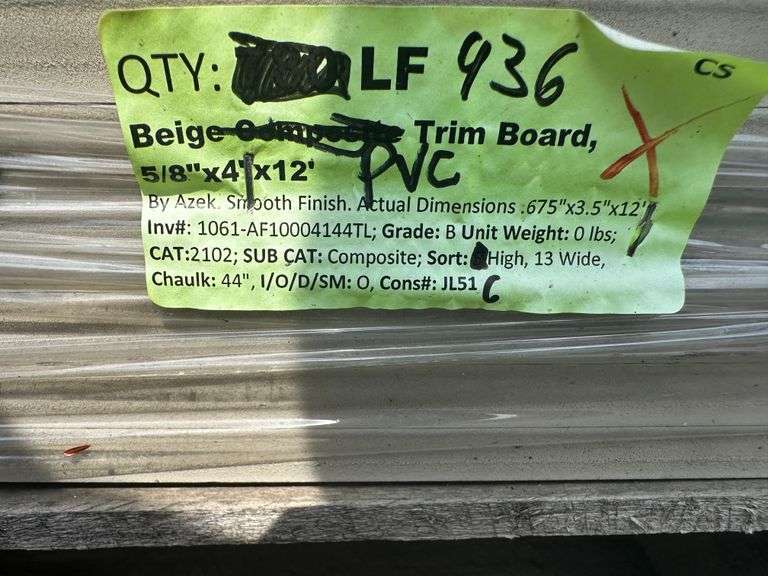 QTY: LF 936
CS
Beige Composite Trim Board,
5/8"x4"x12' PVC
By Azek. Smooth Finish. Actual Dimensions .675"x3.5"x12'
Inv#: 1061-AF10004144TL; Grade: B Unit Weight: 0 lbs;
CAT:2102; SUB CAT: Composite; Sort: High, 13 Wide,
Chaulk: 44", I/O/D/SM: O, Cons#: JL51